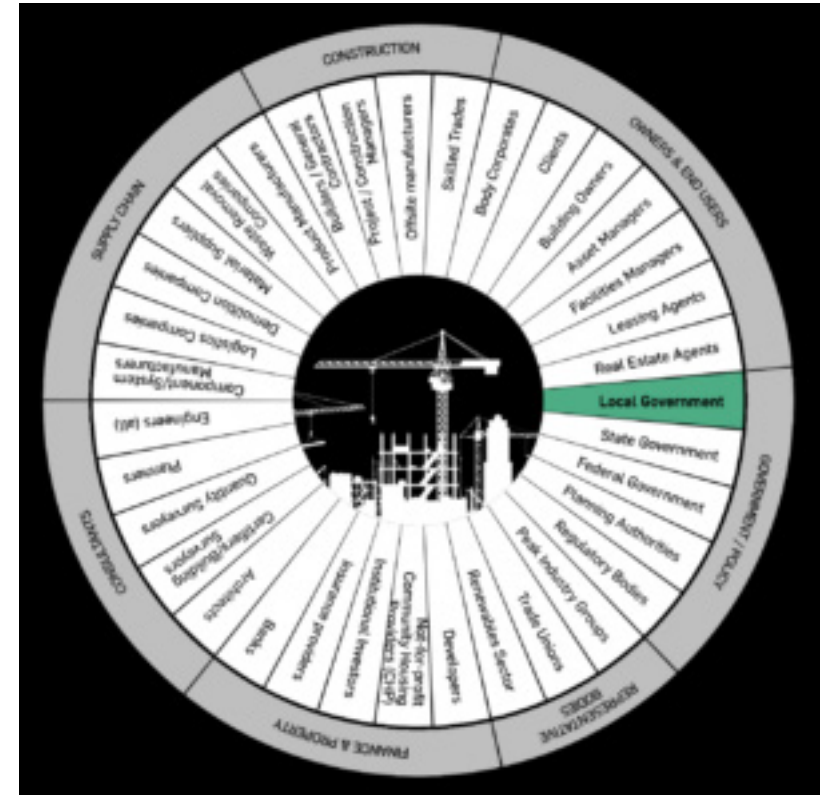 CONSTRUCTION
Builders / General
Contractors
Project / Construction
Managers
Offsite manufacturers
Skilled Trades
OWNERS & END USERS
Body Corporates
Clients
Building Owners
Asset Managers
Facilities Managers
Leasing Agents
Real Estate Agents
GOVERNMENT / POLICY
Local Government
State Government
Federal Government
Planning Authorities
Regulatory Bodies
REPRESENTATIVE
BODIES
Peak Industry Groups
Trade Unions
Renewables Sector
FINANCE & PROPERTY
Developers
Not-for-profit
Community Housing
Providers (CHP)
Institutional Investors
Insurance providers
Banks
CONSULTANTS
Architects
Certifiers/Building
Surveyors
Quantity Surveyors
Planners
Engineers (all)
SUPPLY CHAIN
Component/System
Manufacturers
Logistics Companies
Demolition Companies
Material Suppliers
Waste Removal
Companies
Product Manufacturers